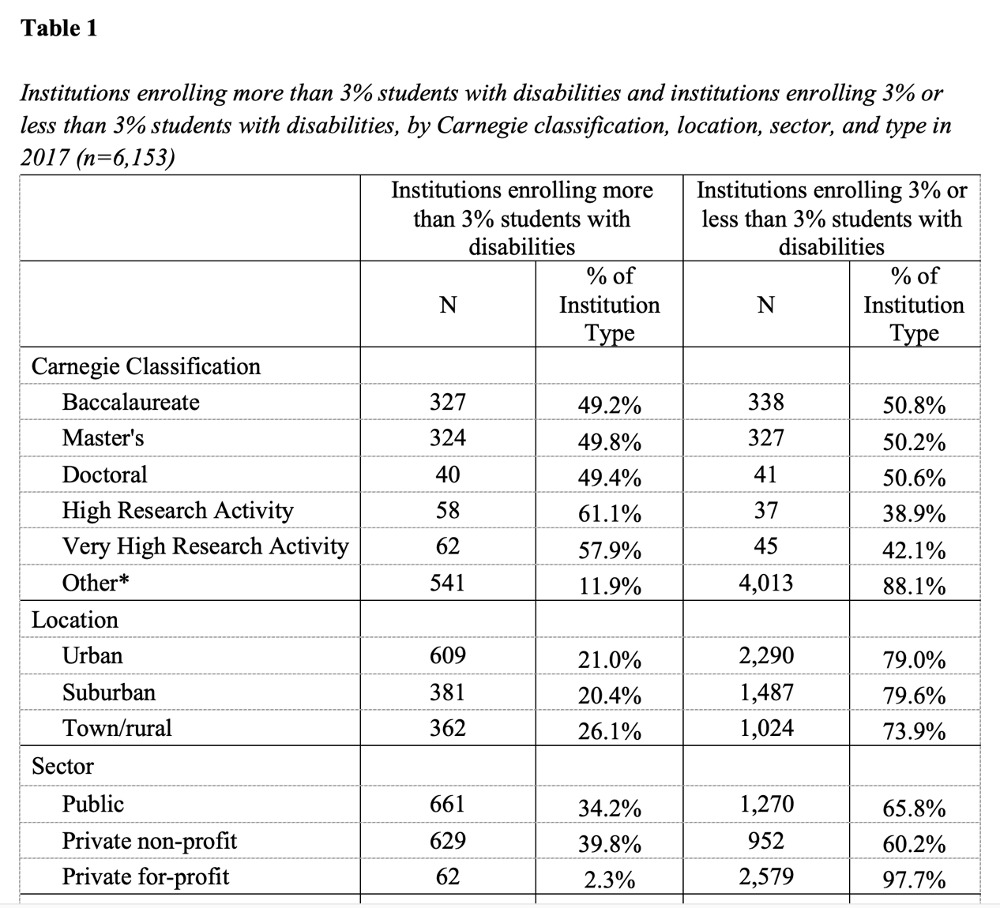 Table 1
Institutions enrolling more than 3% students with disabilities and institutions enrolling 3% or
less than 3% students with disabilities, by Carnegie classification, location, sector, and type in
2017 (n=6,153)
Institutions enrolling more
than 3% students with
disabilities
Institutions enrolling 3% or
less than 3% students with
disabilities
N
% of
Institution
Type
N
% of
Institution
Type
Carnegie Classification
Baccalaureate 327 49.2% 338 50.8%
Master's 324 49.8% 327 50.2%
Doctoral 40 49.4% 41 50.6%
High Research Activity 58 61.1% 37 38.9%
Very High Research Activity 62 57.9% 45 42.1%
Other* 541 11.9% 4,013 88.1%
Location
Urban 609 21.0% 2,290 79.0%
Suburban 381 20.4% 1,487 79.6%
Town/rural 362 26.1% 1,024 73.9%
Sector
Public 661 34.2% 1,270 65.8%
Private non-profit 629 39.8% 952 60.2%
Private for-profit 62 2.3% 2,579 97.7%